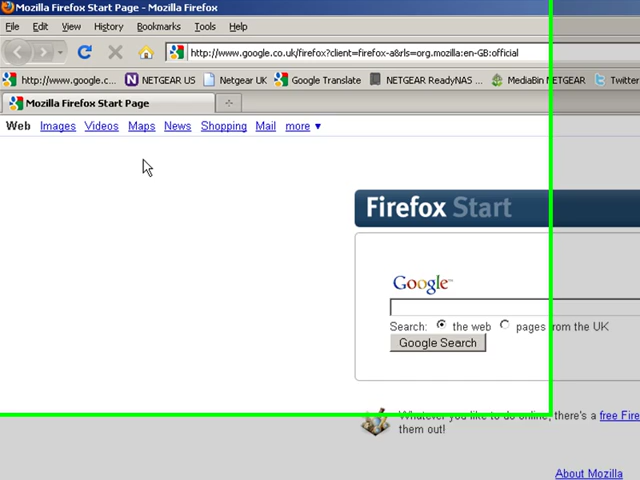 Mozilla Firefox Start Page - Mozilla Firefox
File Edit View History Bookmarks Tools Help
http://www.google.co.uk/firefox?client=firefox-a&rls=org.mozilla:en-GB:official
http://www.google.c... NETGEAR US Netgear UK Google Translate NETGEAR ReadyNAS ... MediaBin NETGEAR Twitter
Mozilla Firefox Start Page
Web Images Videos Maps News Shopping Mail more ▼
Firefox Start
Google™
Search: the web pages from the UK
Google Search
Whatever you like to do online, there's a free Fire
them out!
About Mozilla